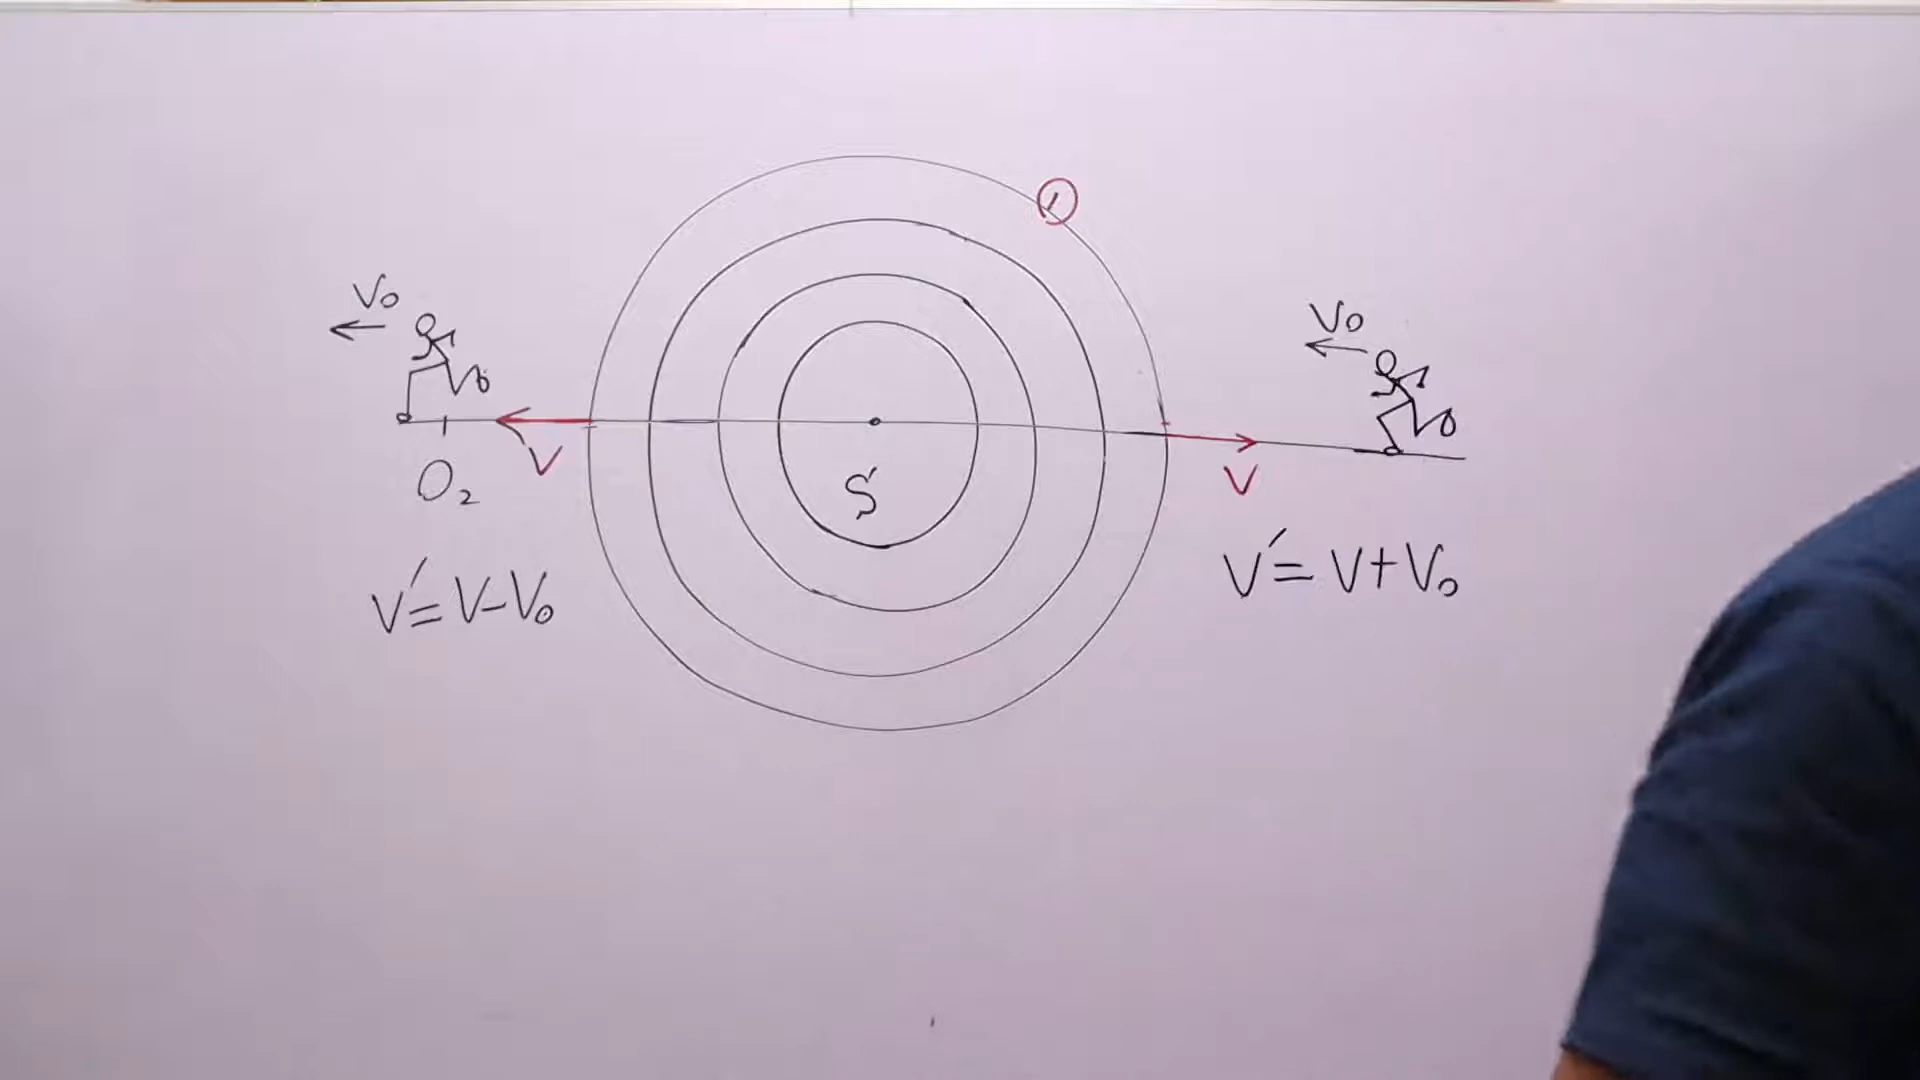 1
V₀
V₀
V
S
V
O₂
V′= V-V₀
V′= V+V₀